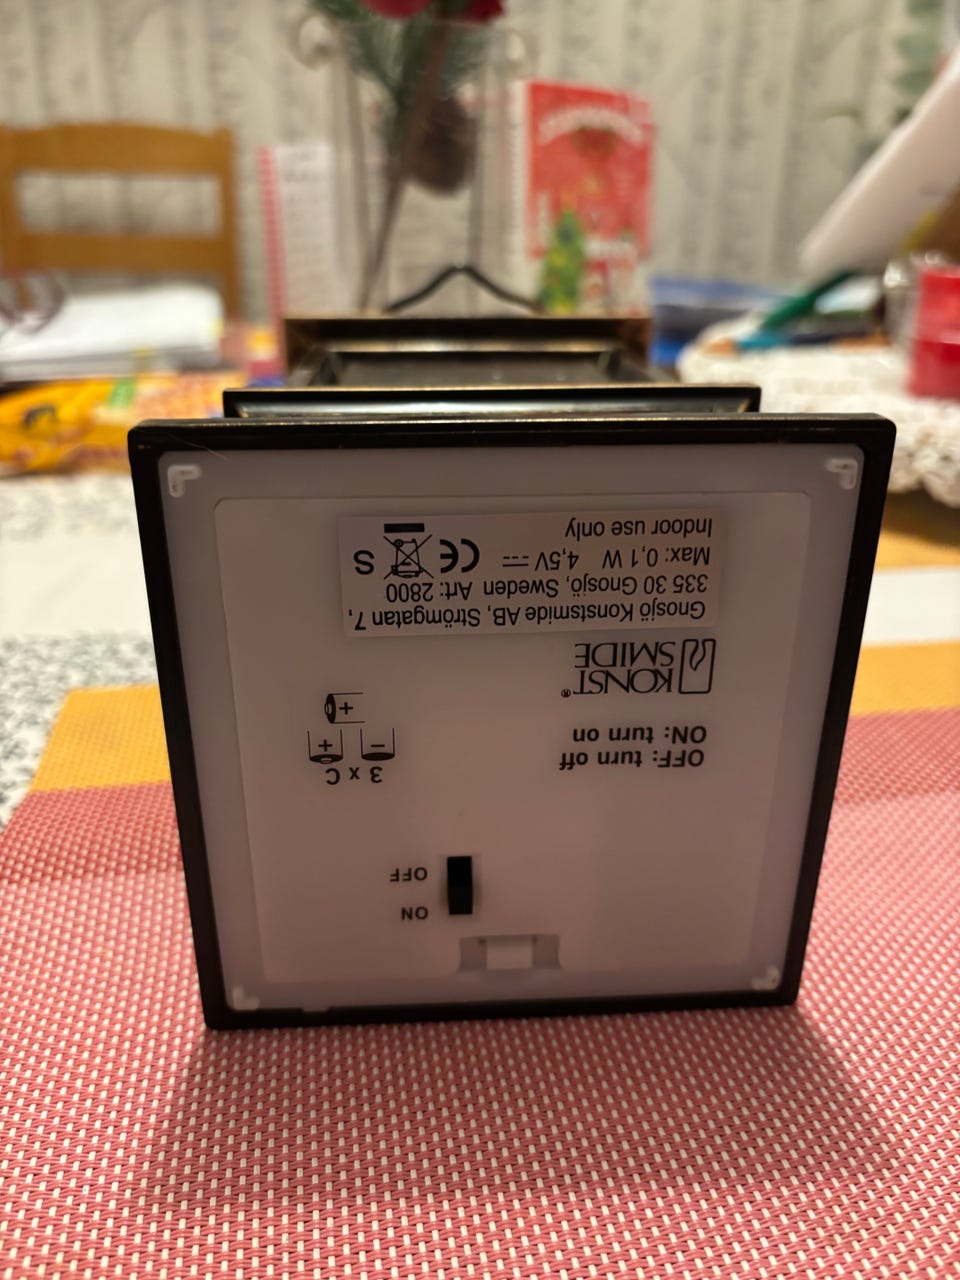 OFF: turn off
ON: turn on
KONST
SMIDE®
Gnosjö Konstsmide AB, Strömgatan 7,
335 30 Gnosjö, Sweden Art: 2800
Max: 0,1 W 4,5V
Indoor use only
CE
S
ON
OFF
3 x C
- +
+